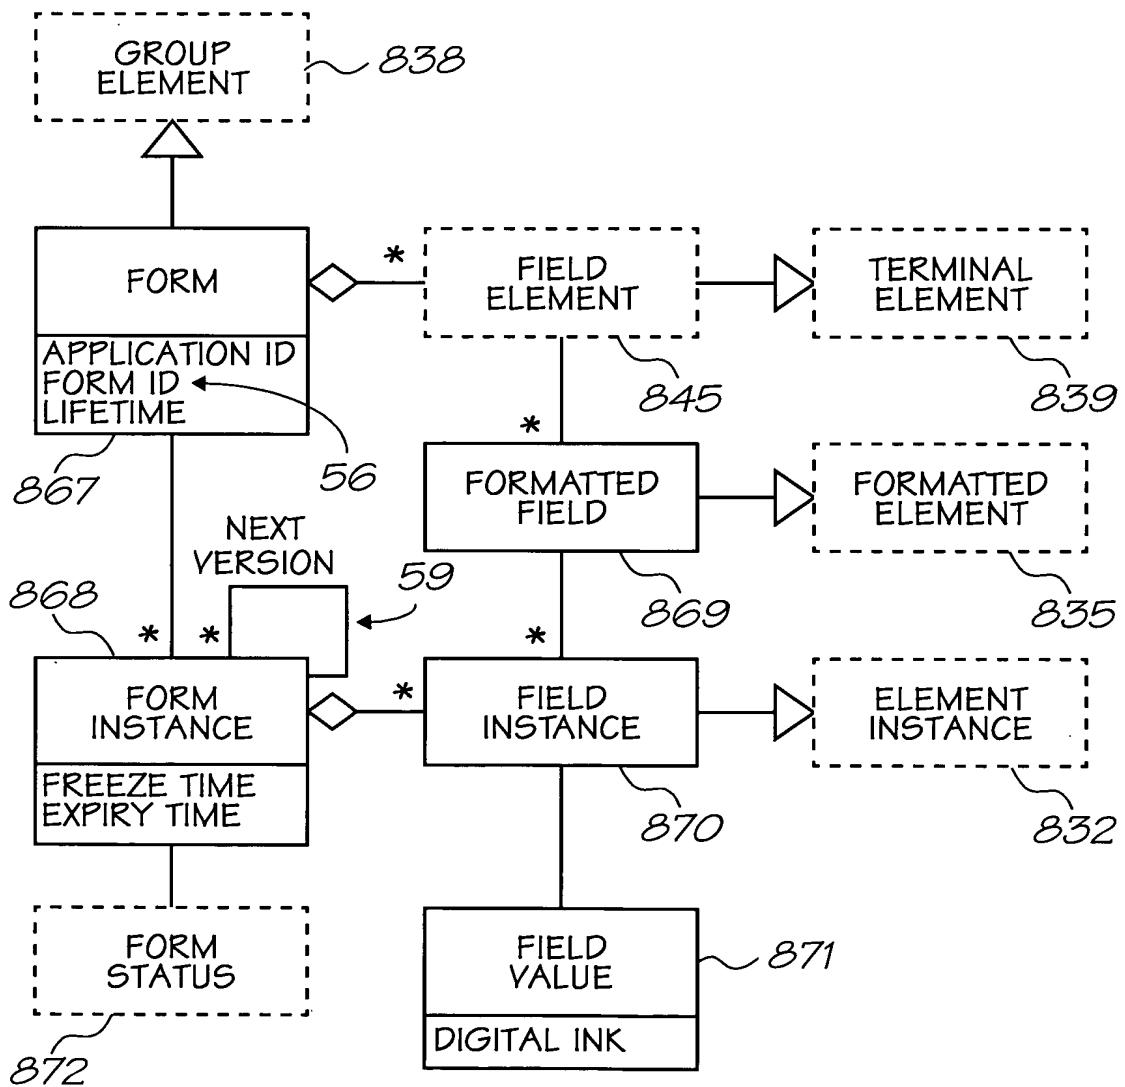 GROUP
ELEMENT
838
FORM
*
FIELD
ELEMENT
TERMINAL
ELEMENT
APPLICATION ID
FORM ID
LIFETIME
845
839
867
56
*
FORMATTED
FIELD
FORMATTED
ELEMENT
NEXT
VERSION
59
869
835
868
*
*
*
FORM
INSTANCE
*
FIELD
INSTANCE
ELEMENT
INSTANCE
FREEZE TIME
EXPIRY TIME
870
832
FORM
STATUS
FIELD
VALUE
871
DIGITAL INK
872